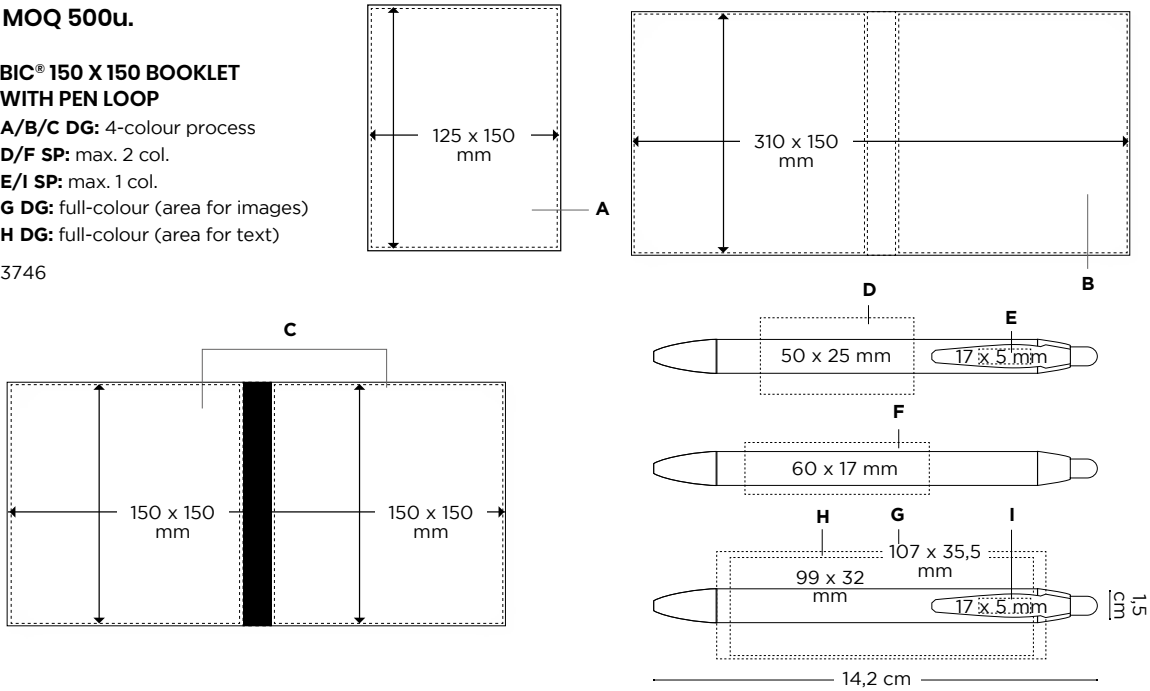 MOQ 500u.
BIC® 150 X 150 BOOKLET
WITH PEN LOOP
A/B/C DG: 4-colour process
D/F SP: max. 2 col.
E/I SP: max. 1 col.
G DG: full-colour (area for images)
H DG: full-colour (area for text)
3746
125 x 150
mm
A
310 x 150
mm
B
C
150 x 150
mm
150 x 150
mm
D
E
50 x 25 mm
17 x 5 mm
F
60 x 17 mm
H
G
I
107 x 35,5
mm
99 x 32
mm
17 x 5 mm
1,5
cm
14,2 cm